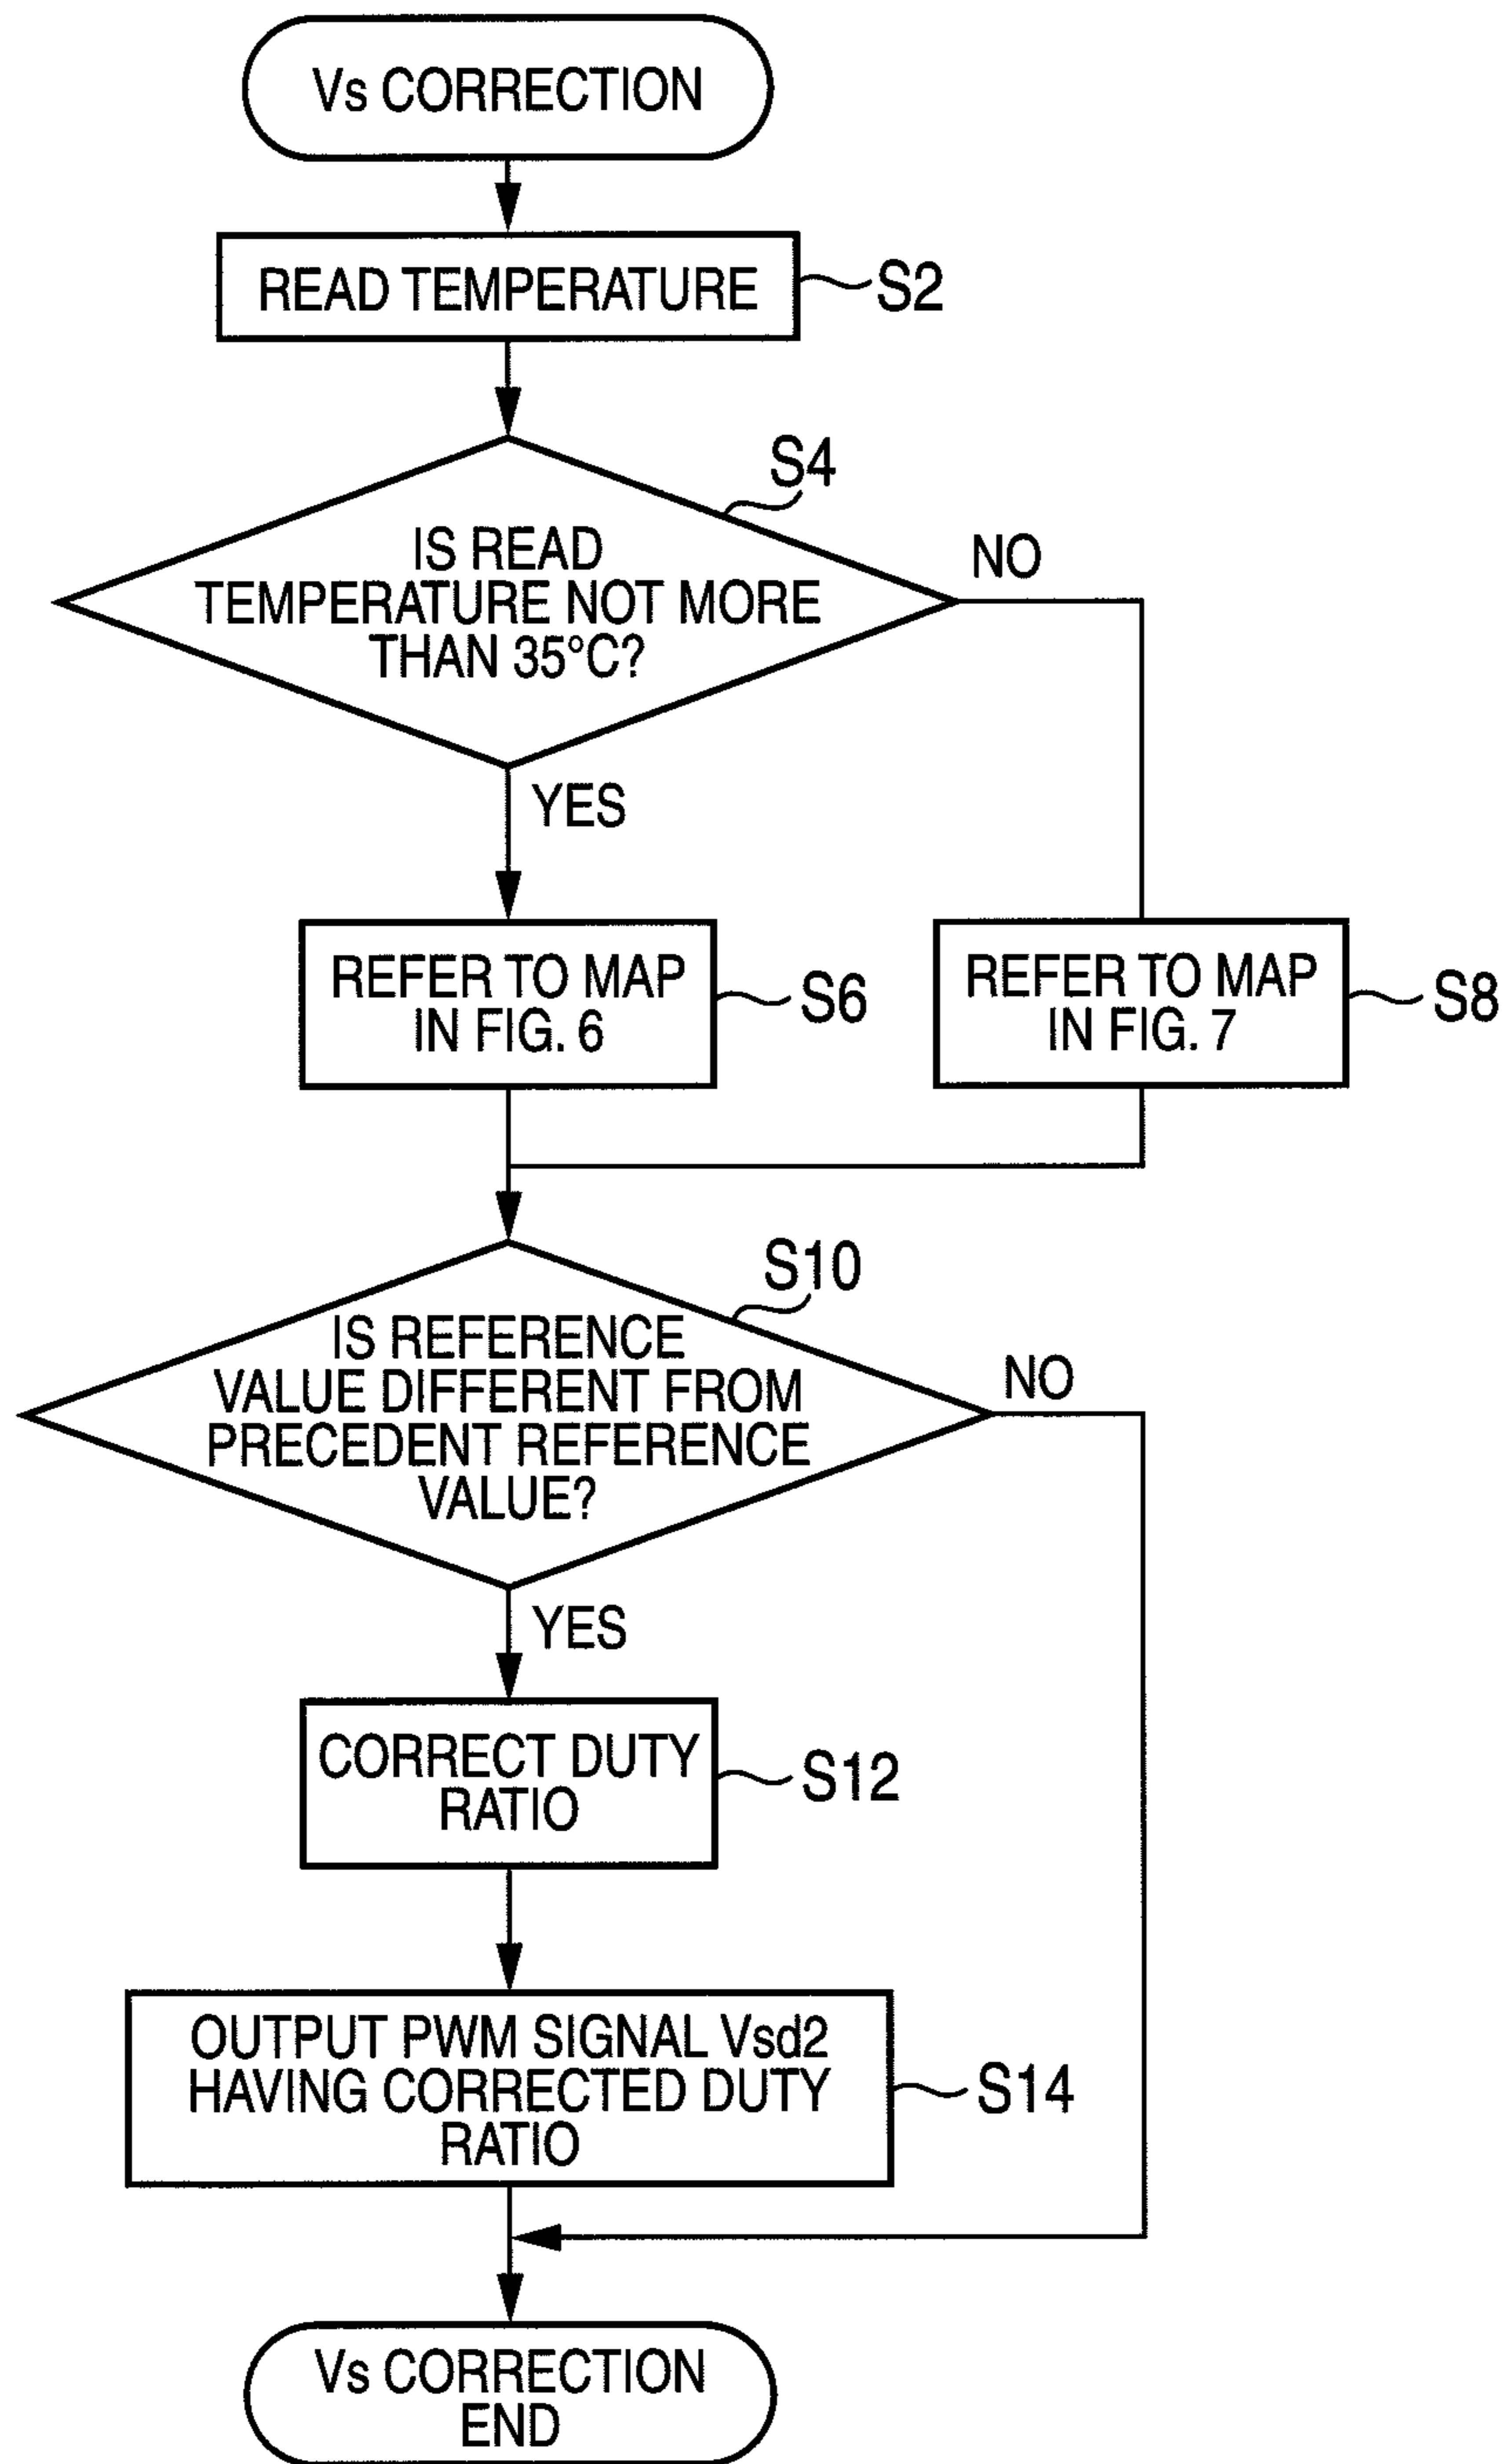 Vs CORRECTION
READ TEMPERATURE
S2
S4
IS READ
TEMPERATURE NOT MORE
THAN 35°C?
NO
YES
REFER TO MAP
IN FIG. 6
S6
REFER TO MAP
IN FIG. 7
S8
S10
IS REFERENCE
VALUE DIFFERENT FROM
PRECEDENT REFERENCE
VALUE?
NO
YES
CORRECT DUTY
RATIO
S12
OUTPUT PWM SIGNAL Vsd2
HAVING CORRECTED DUTY
RATIO
S14
Vs CORRECTION
END